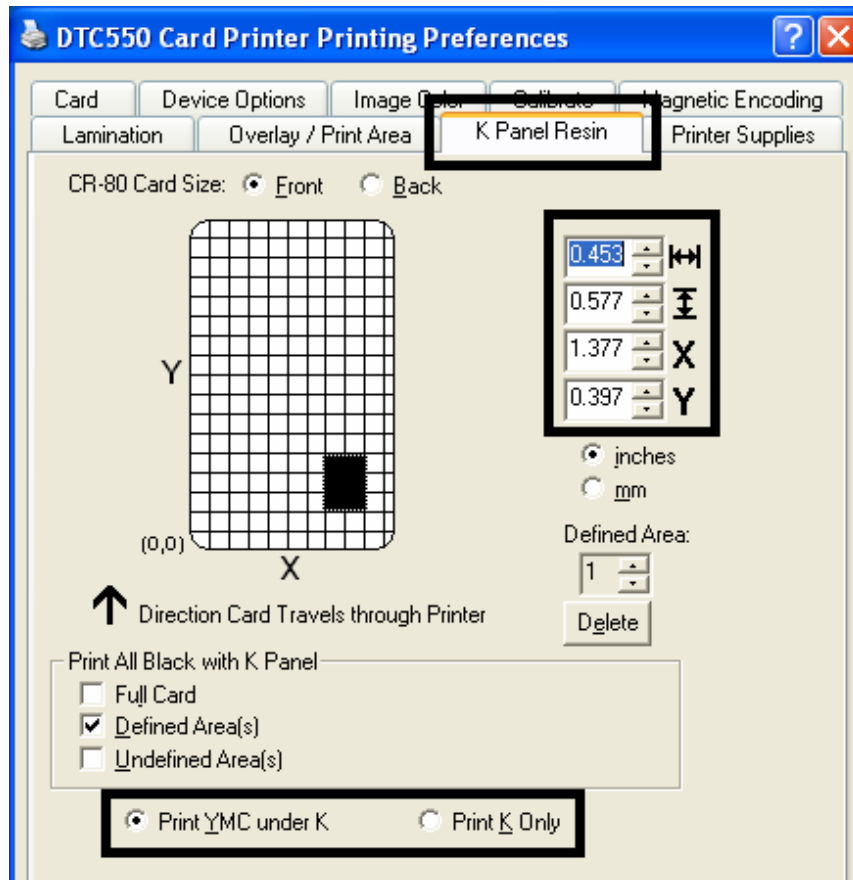 DTC550 Card Printer Printing Preferences
Card Device Options Image Color Calibrate Magnetic Encoding
Lamination Overlay / Print Area K Panel Resin Printer Supplies
CR-80 Card Size: Front Back
0.453
0.577
1.377 X
0.397 Y
Y
inches
mm
(0,0)
X
Defined Area:
1
Direction Card Travels through Printer
Delete
Print All Black with K Panel
Full Card
Defined Area(s)
Undefined Area(s)
Print YMC under K Print K Only